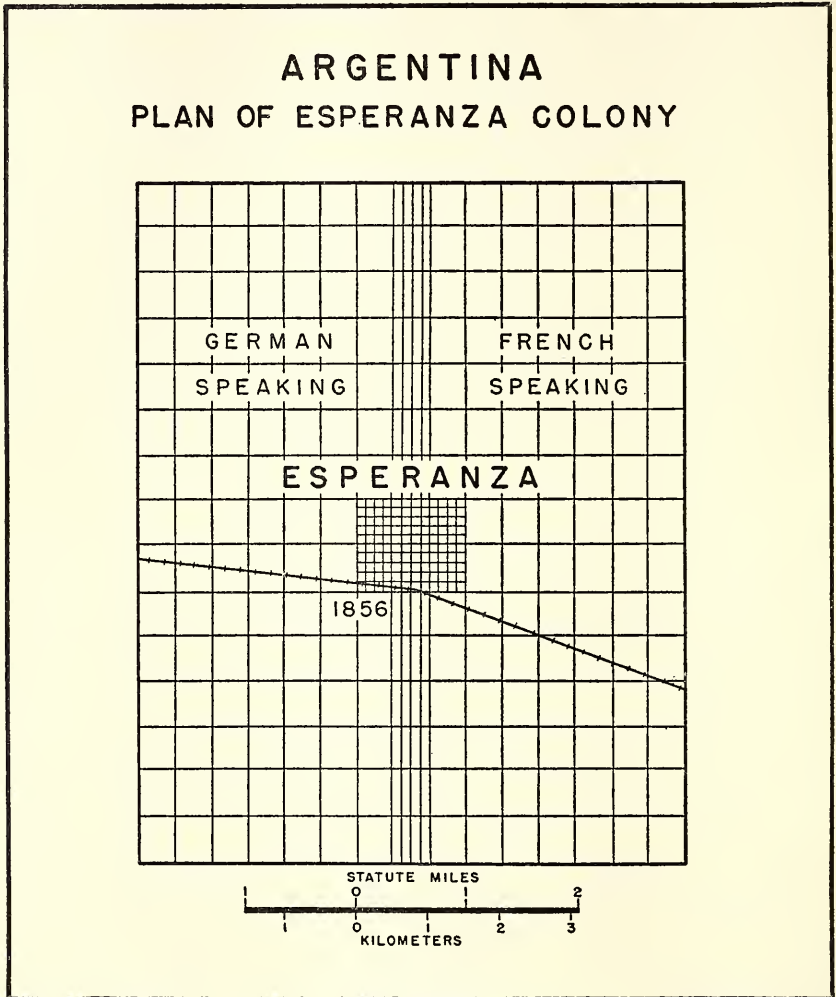 ARGENTINA
PLAN OF ESPERANZA COLONY
GERMAN
SPEAKING
FRENCH
SPEAKING
ESPERANZA
1856
STATUTE MILES
1 0 1 2
1 0 1 2 3
KILOMETERS